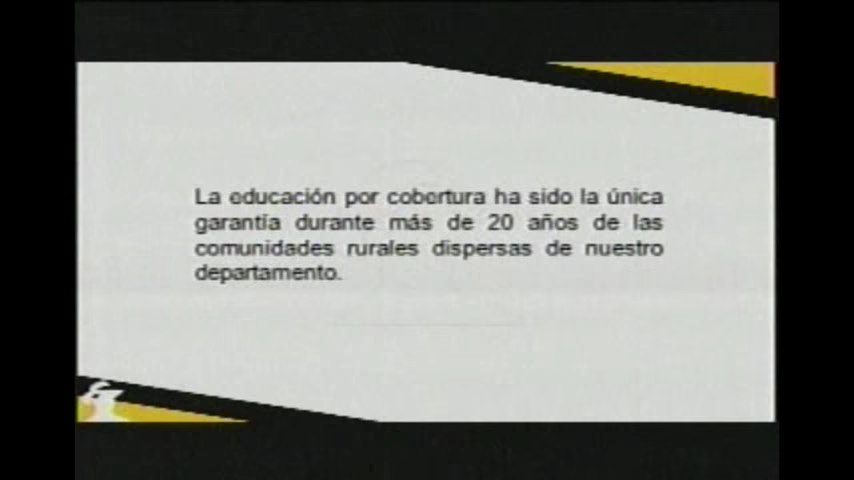 La educación por cobertura ha sido la única
garantía durante más de 20 años de las
comunidades rurales dispersas de nuestro
departamento.